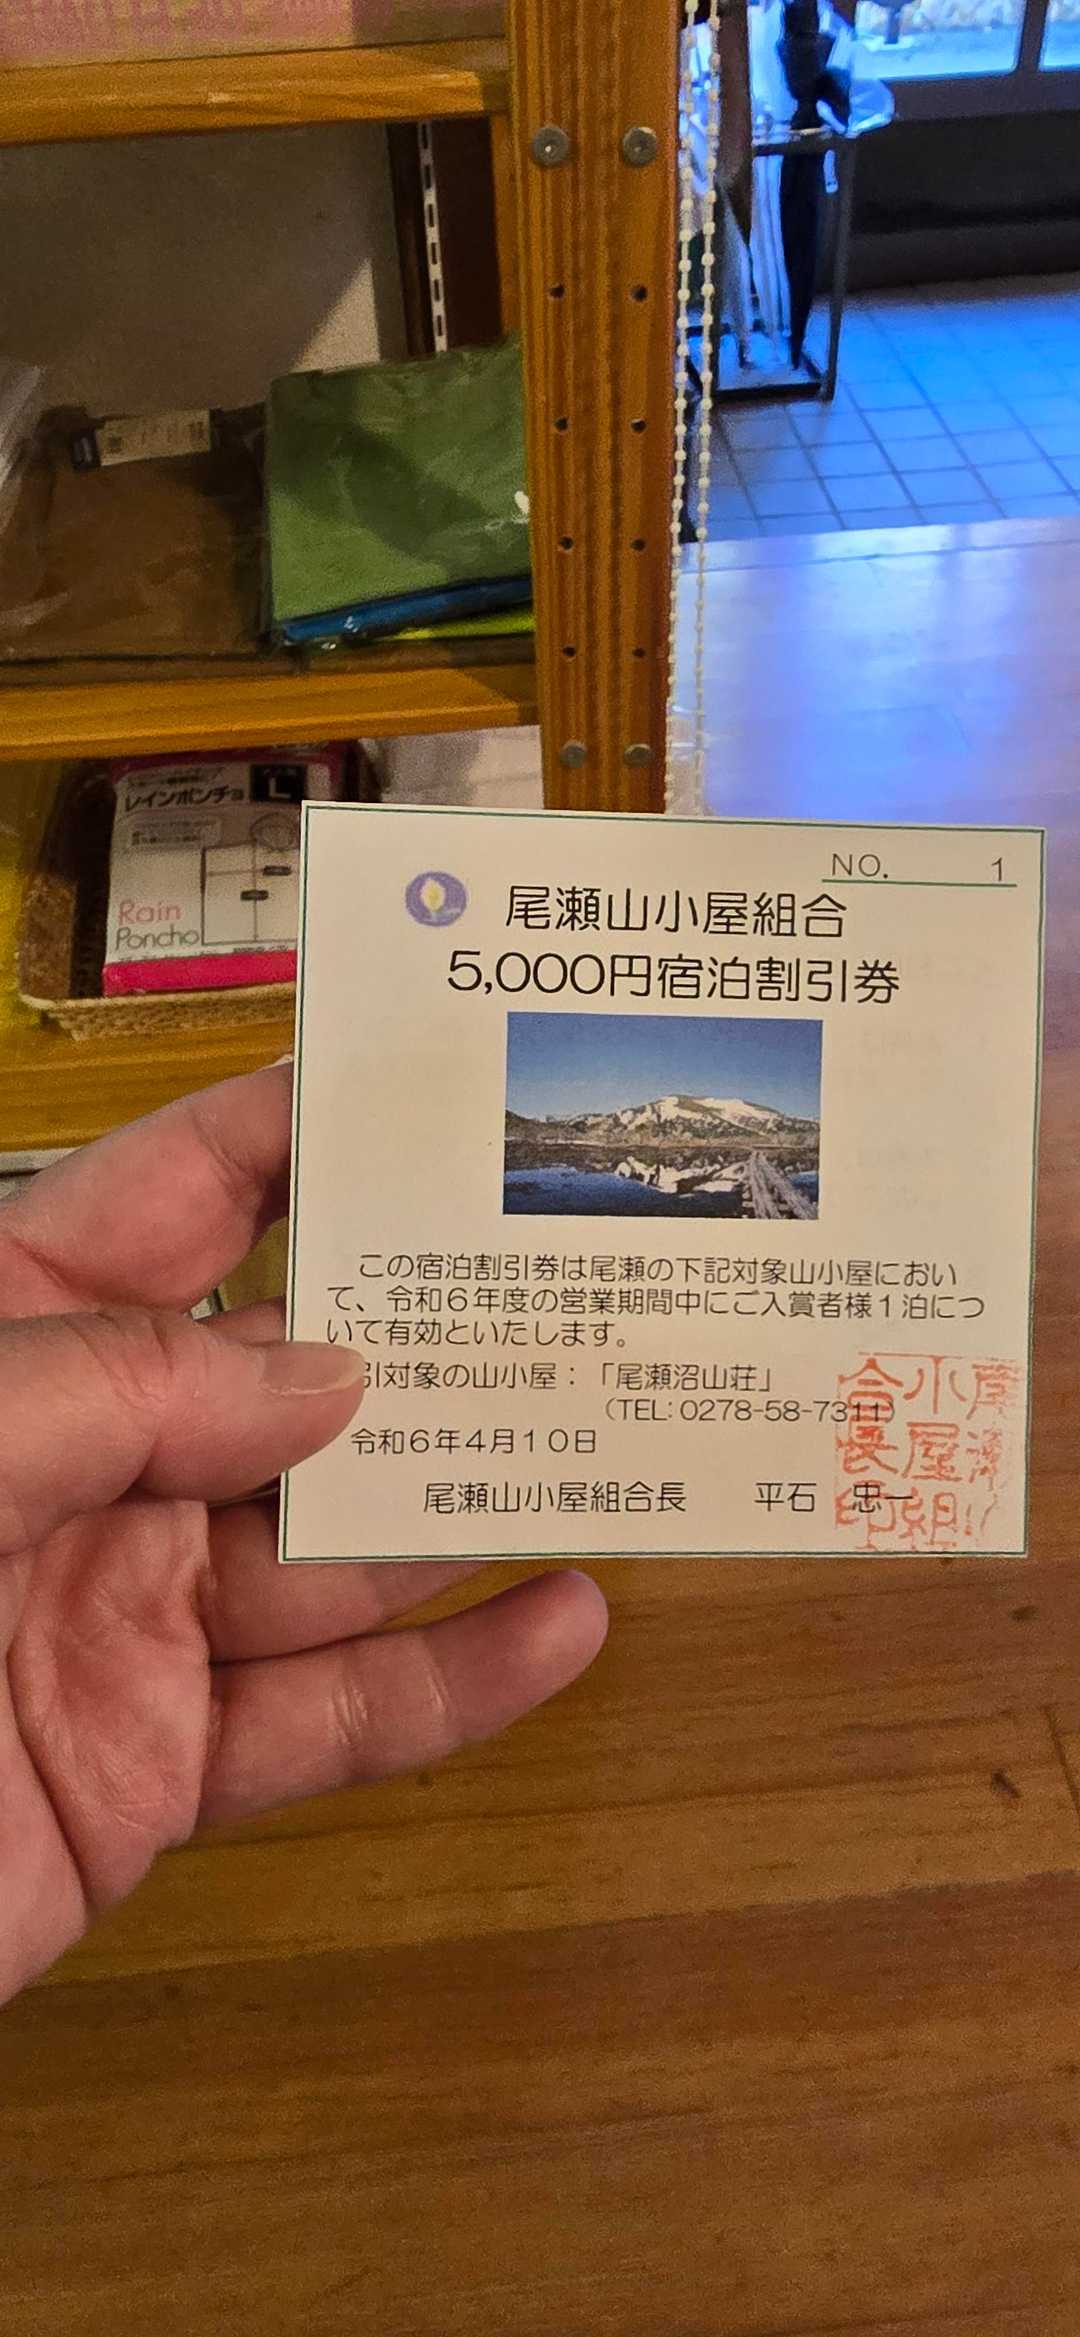 レインポンチョ L
Rain
Poncho
NO. 1
尾瀬山小屋組合
5,000円宿泊割引券
この宿泊割引券は尾瀬の下記対象山小屋におい
て、令和6年度の営業期間中にご入賞者様1泊につ
いて有効といたします。
引対象の山小屋：「尾瀬沼山荘」
（TEL：0278-58-7311）
令和6年4月10日
尾瀬山小屋組合長 平石 忠一